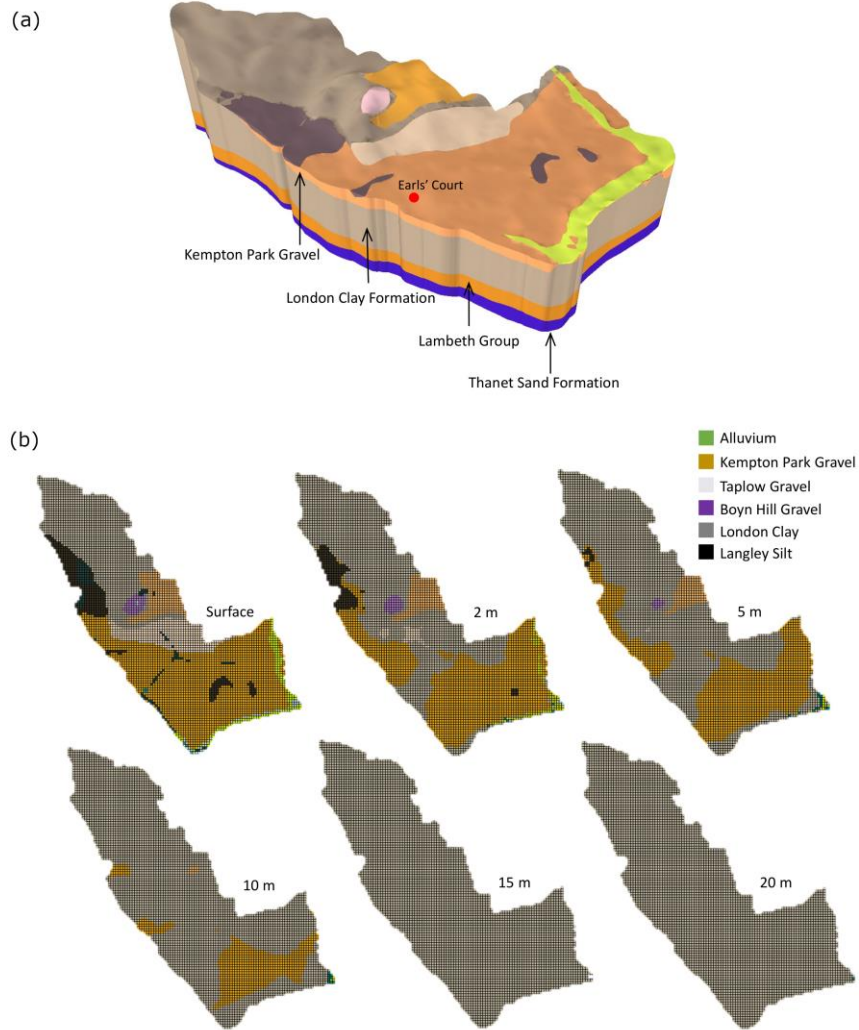 (a)
Earls' Court
Kempton Park Gravel
London Clay Formation
Lambeth Group
Thanet Sand Formation
(b)
Alluvium
Kempton Park Gravel
Taplow Gravel
Boyn Hill Gravel
London Clay
Langley Silt
Surface
2 m
5 m
10 m
15 m
20 m